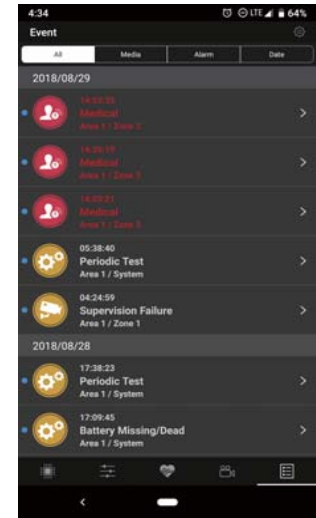 4:34
LTE 64%
Event
All Media Alarm Date
2018/08/29
Medical
Area 1 / Zone 3
Medical
Area 1 / Zone 3
Medical
Area 1 / Zone 3
05:38:40
Periodic Test
Area 1 / System
04:24:59
Supervision Failure
Area 1 / Zone 1
2018/08/28
17:38:23
Periodic Test
Area 1 / System
17:09:45
Battery Missing/Dead
Area 1 / System